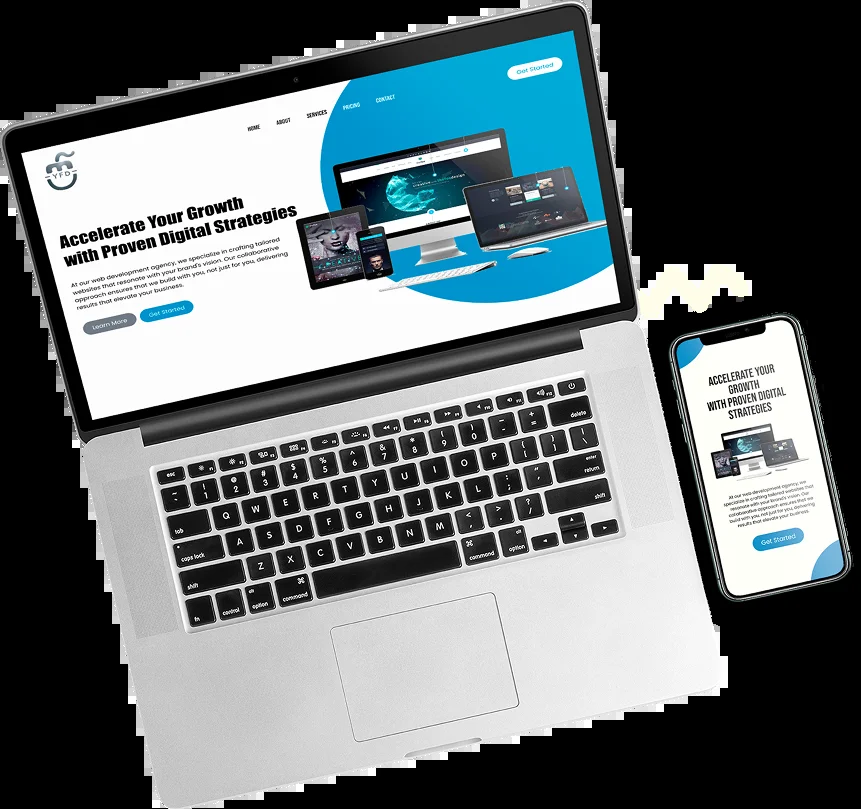 Get Started
HOME
ABOUT
SERVICES
PRICING
CONTACT
YFD
Accelerate Your Growth
with Proven Digital Strategies
At our web development agency, we specialize in crafting tailored
websites that resonate with your brand's vision. Our collaborative
approach ensures that we build with you, not just for you, delivering
results that elevate your business.
Learn More
Get Started
esc F1 F2 F3 F4 F5 F6 F7 F8 F9 F10 F11 F12
~ ! @ # $ % ^ & * ( ) _ + delete
` 1 2 3 4 5 6 7 8 9 0 - =
tab Q W E R T Y U I O P { } |
[ ] \
caps lock A S D F G H J K L : " enter
; ' return
shift Z X C V B N M < > ? shift
, . /
fn control alt option ⌘ command ⌘ command alt option
ACCELERATE YOUR
GROWTH
WITH PROVEN DIGITAL
STRATEGIES
At our web development agency, we
specialize in crafting tailored websites that
resonate with your brand's vision. Our
collaborative approach ensures that we
build with you, not just for you, delivering
results that elevate your business.
Get Started